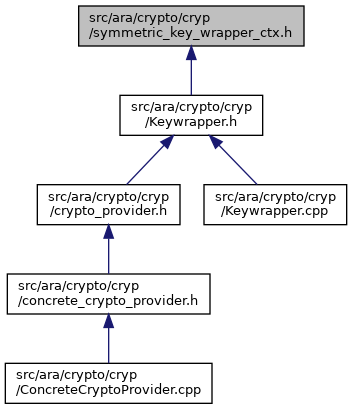 src/ara/crypto/cryp
/symmetric_key_wrapper_ctx.h
src/ara/crypto/cryp
/Keywrapper.h
src/ara/crypto/cryp
/crypto_provider.h
src/ara/crypto/cryp
/Keywrapper.cpp
src/ara/crypto/cryp
/concrete_crypto_provider.h
src/ara/crypto/cryp
/ConcreteCryptoProvider.cpp